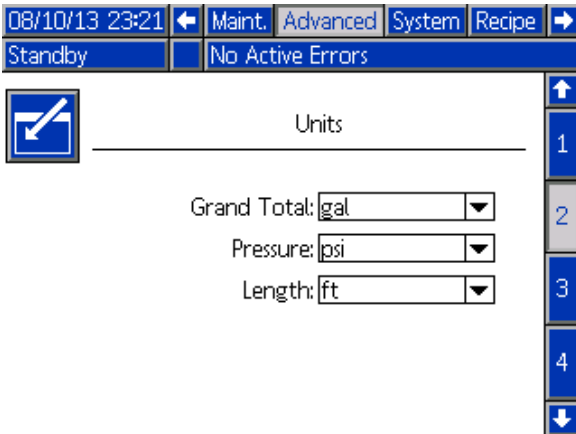 08/10/13 23:21 Maint. Advanced System Recipe
Standby No Active Errors
Units
1
Grand Total: gal
2
Pressure: psi
Length: ft
3
4